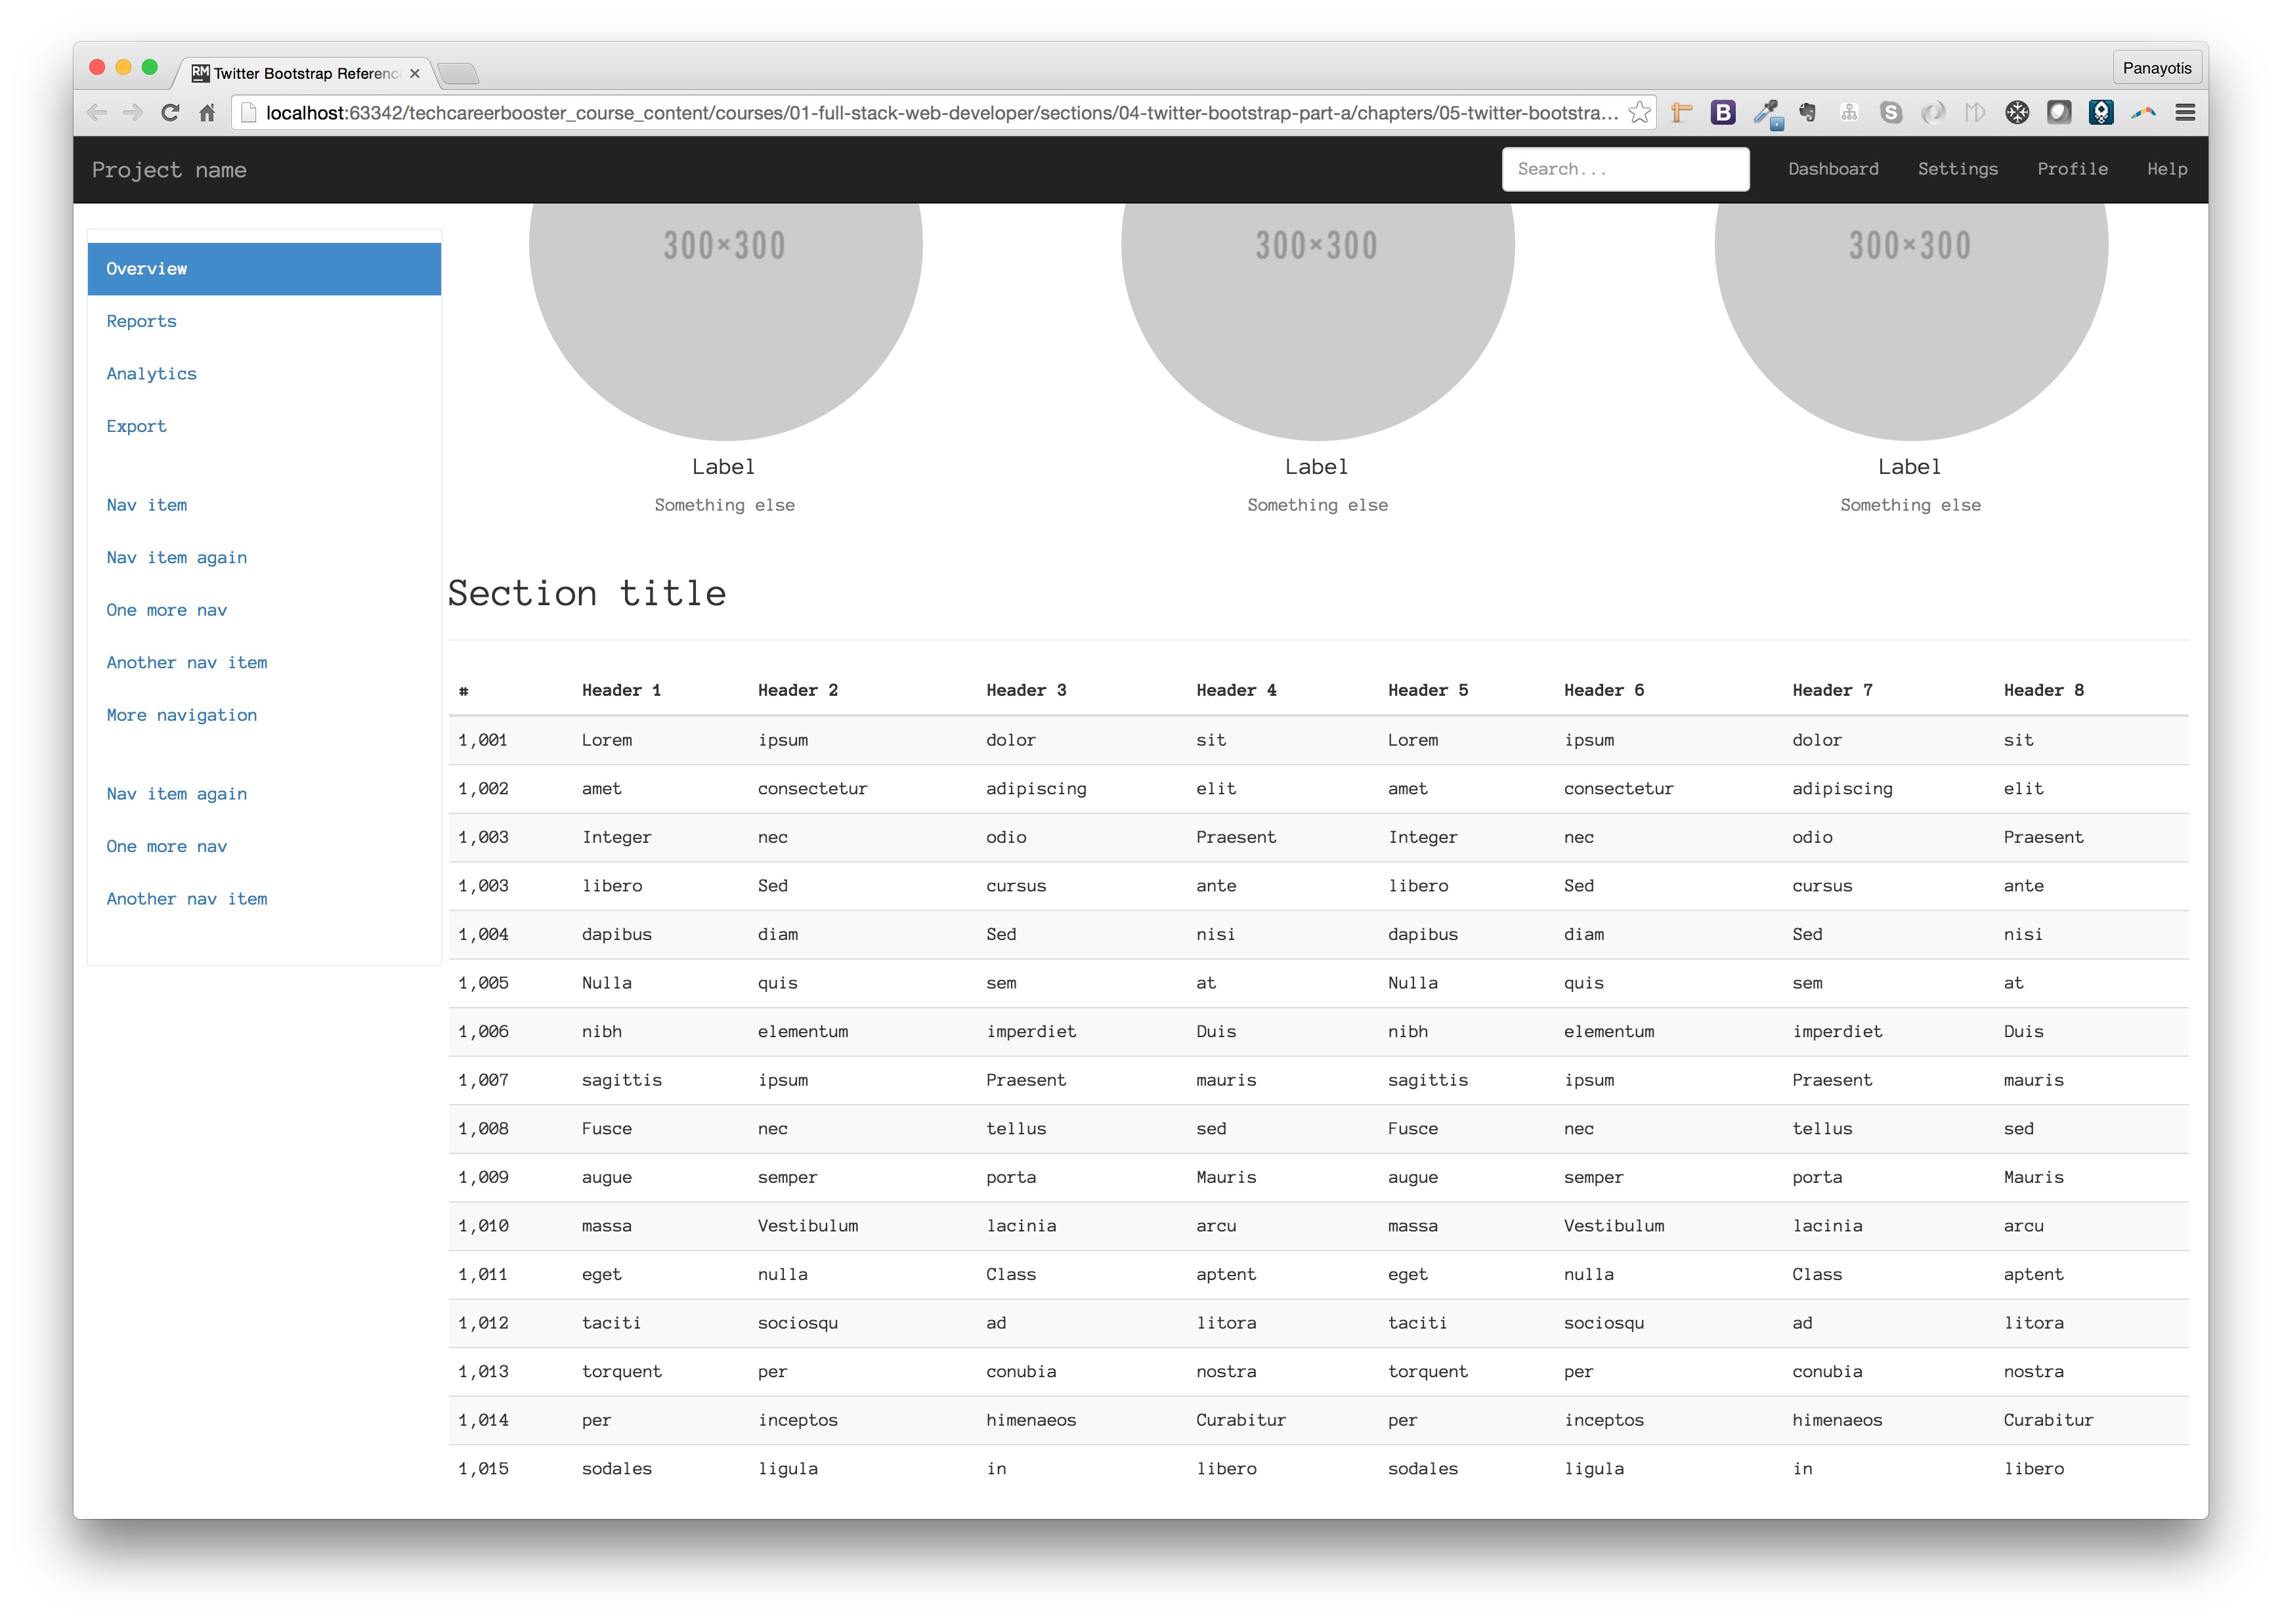 Twitter Bootstrap Referenc
Panayotis
localhost:63342/techcareerbooster_course_content/courses/01-full-stack-web-developer/sections/04-twitter-bootstrap-part-a/chapters/05-twitter-bootstra...
Project name
Search...
Dashboard Settings Profile Help
Overview
Reports
Analytics
Export
Nav item
Nav item again
One more nav
Another nav item
More navigation
Nav item again
One more nav
Another nav item
300×300 300×300 300×300
Label Label Label
Something else Something else Something else
Section title
# Header 1 Header 2 Header 3 Header 4 Header 5 Header 6 Header 7 Header 8
1,001 Lorem ipsum dolor sit Lorem ipsum dolor sit
1,002 amet consectetur adipiscing elit amet consectetur adipiscing elit
1,003 Integer nec odio Praesent Integer nec odio Praesent
1,003 libero Sed cursus ante libero Sed cursus ante
1,004 dapibus diam Sed nisi dapibus diam Sed nisi
1,005 Nulla quis sem at Nulla quis sem at
1,006 nibh elementum imperdiet Duis nibh elementum imperdiet Duis
1,007 sagittis ipsum Praesent mauris sagittis ipsum Praesent mauris
1,008 Fusce nec tellus sed Fusce nec tellus sed
1,009 augue semper porta Mauris augue semper porta Mauris
1,010 massa Vestibulum lacinia arcu massa Vestibulum lacinia arcu
1,011 eget nulla Class aptent eget nulla Class aptent
1,012 taciti sociosqu ad litora taciti sociosqu ad litora
1,013 torquent per conubia nostra torquent per conubia nostra
1,014 per inceptos himenaeos Curabitur per inceptos himenaeos Curabitur
1,015 sodales ligula in libero sodales ligula in libero